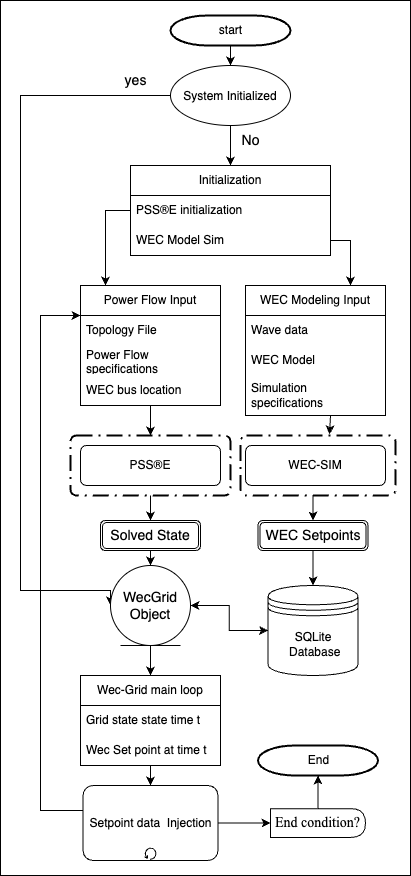 start
yes
System Initialized
No
Initialization
PSS®E initialization
WEC Model Sim
Power Flow Input
Topology File
Power Flow
specifications
WEC bus location
WEC Modeling Input
Wave data
WEC Model
Simulation
specifications
PSS®E
WEC-SIM
Solved State
WEC Setpoints
WecGrid
Object
SQLite
Database
Wec-Grid main loop
Grid state state time t
Wec Set point at time t
End
Setpoint data Injection
End condition?